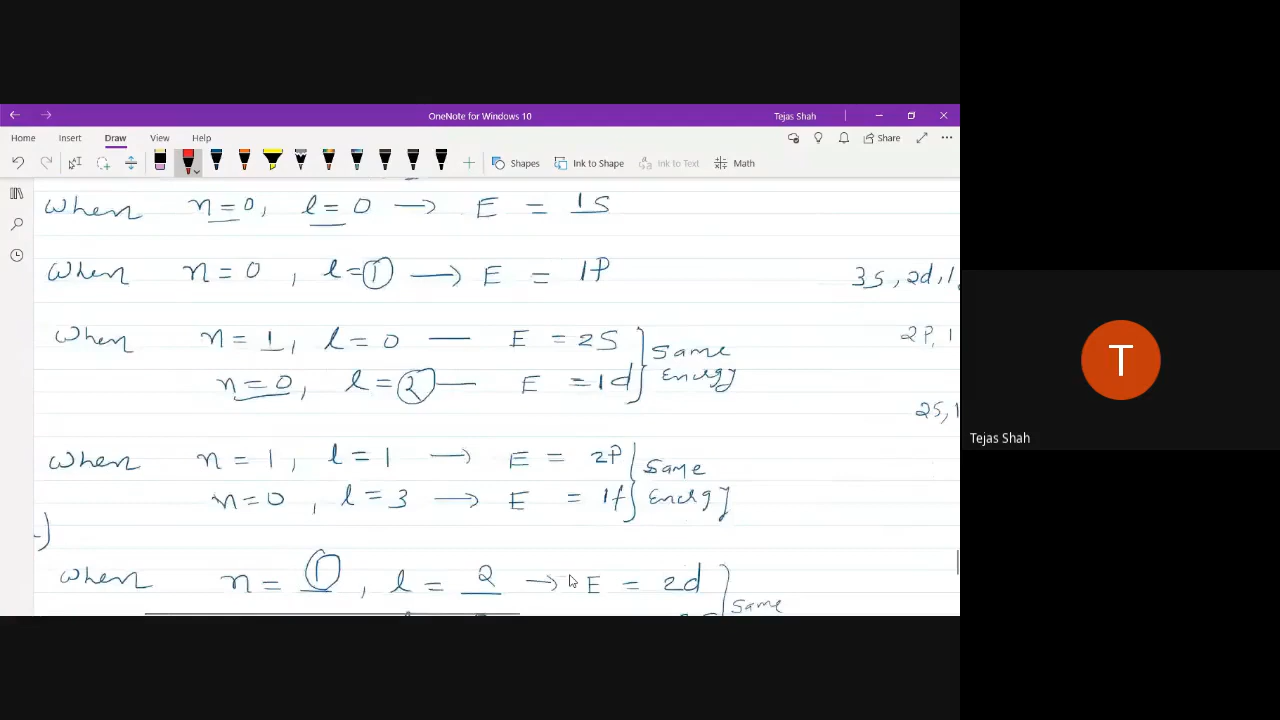 OneNote for Windows 10
Tejas Shah
Home Insert Draw View Help
Share
Shapes Ink to Shape Ink to Text Math
When n=0, l=0 → E = 1S
When n=0, l=1 → E = 1P
3s, 2d, 1
When n=1, l=0 — E = 2S
2P, 1
n=0, l=2 — E = 1d
Same
Energy
2s, 1
When n=1, l=1 → E = 2P
n=0, l=3 → E = 1f
Same
Energy
When n=1, l=2 → E = 2d
Same
T
Tejas Shah